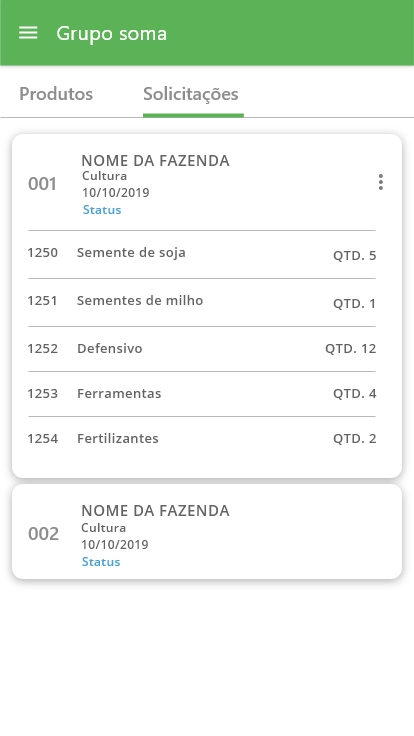 Grupo soma
Produtos Solicitações
001 NOME DA FAZENDA
Cultura
10/10/2019
Status
1250 Semente de soja QTD. 5
1251 Sementes de milho QTD. 1
1252 Defensivo QTD. 12
1253 Ferramentas QTD. 4
1254 Fertilizantes QTD. 2
002 NOME DA FAZENDA
Cultura
10/10/2019
Status